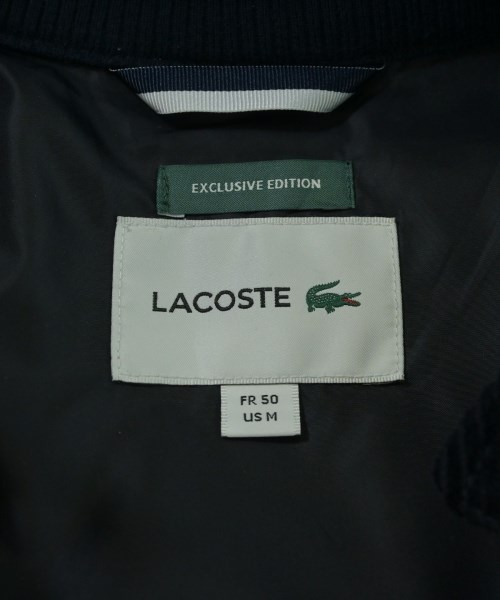 EXCLUSIVE EDITION
LACOSTE
FR 50
US M